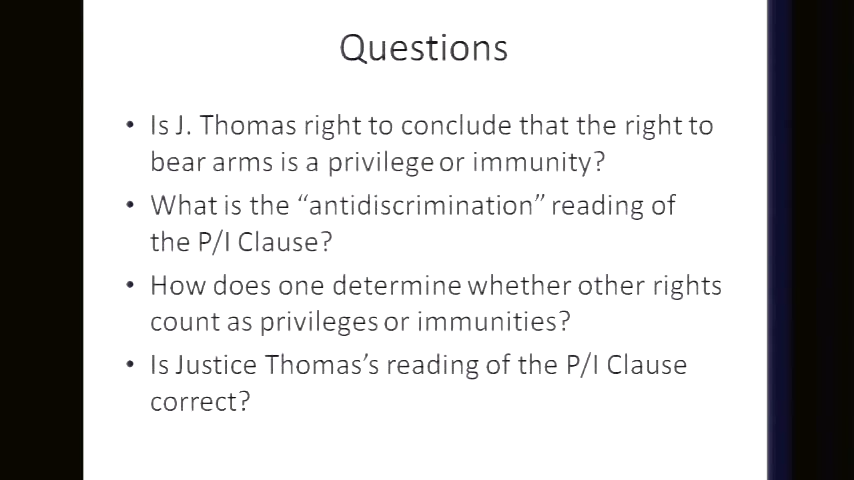 Questions
• Is J. Thomas right to conclude that the right to
bear arms is a privilege or immunity?
• What is the “antidiscrimination” reading of
the P/I Clause?
• How does one determine whether other rights
count as privileges or immunities?
• Is Justice Thomas’s reading of the P/I Clause
correct?